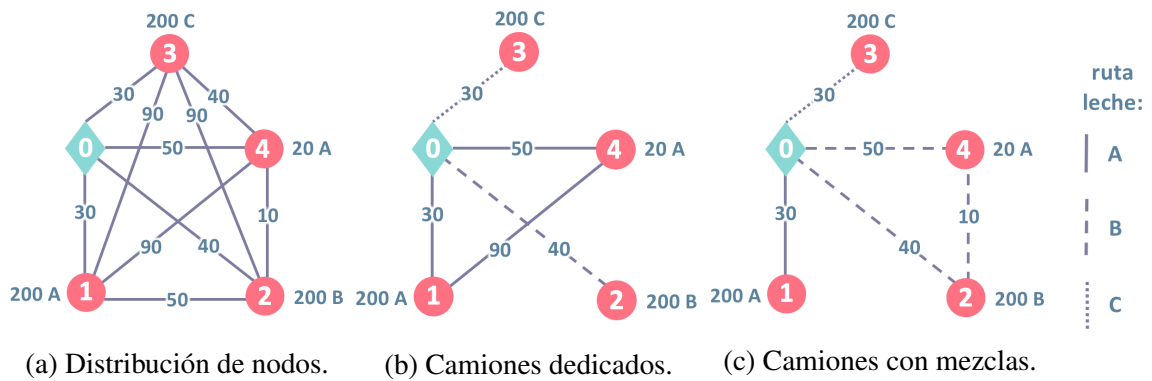 200 C
3
30
40
90
90
0
50
4
20 A
30
10
90
40
200 A
1
50
2
200 B
(a) Distribución de nodos.
200 C
3
30
0
50
4
20 A
30
90
40
200 A
1
2
200 B
(b) Camiones dedicados.
200 C
3
30
0
50
4
20 A
30
10
40
200 A
1
2
200 B
(c) Camiones con mezclas.
ruta
leche:
A
B
C